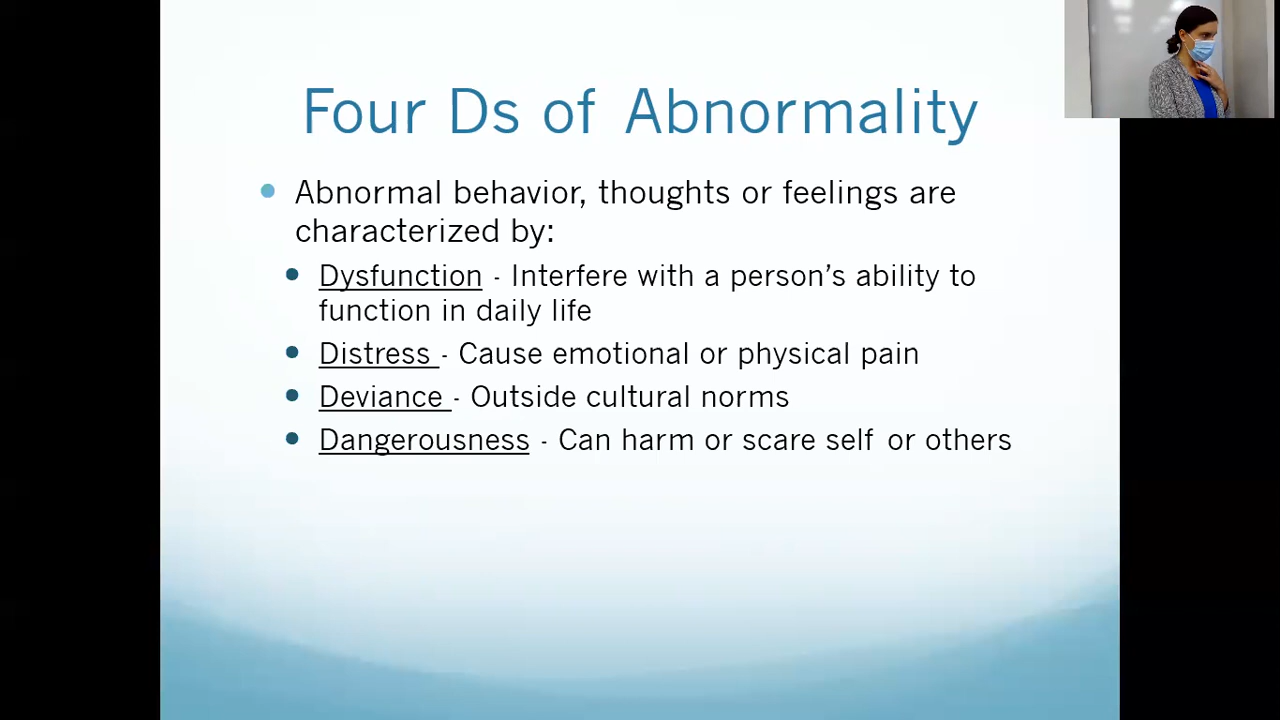 Four Ds of Abnormality
Abnormal behavior, thoughts or feelings are
characterized by:
Dysfunction - Interfere with a person’s ability to
function in daily life
Distress - Cause emotional or physical pain
Deviance - Outside cultural norms
Dangerousness - Can harm or scare self or others